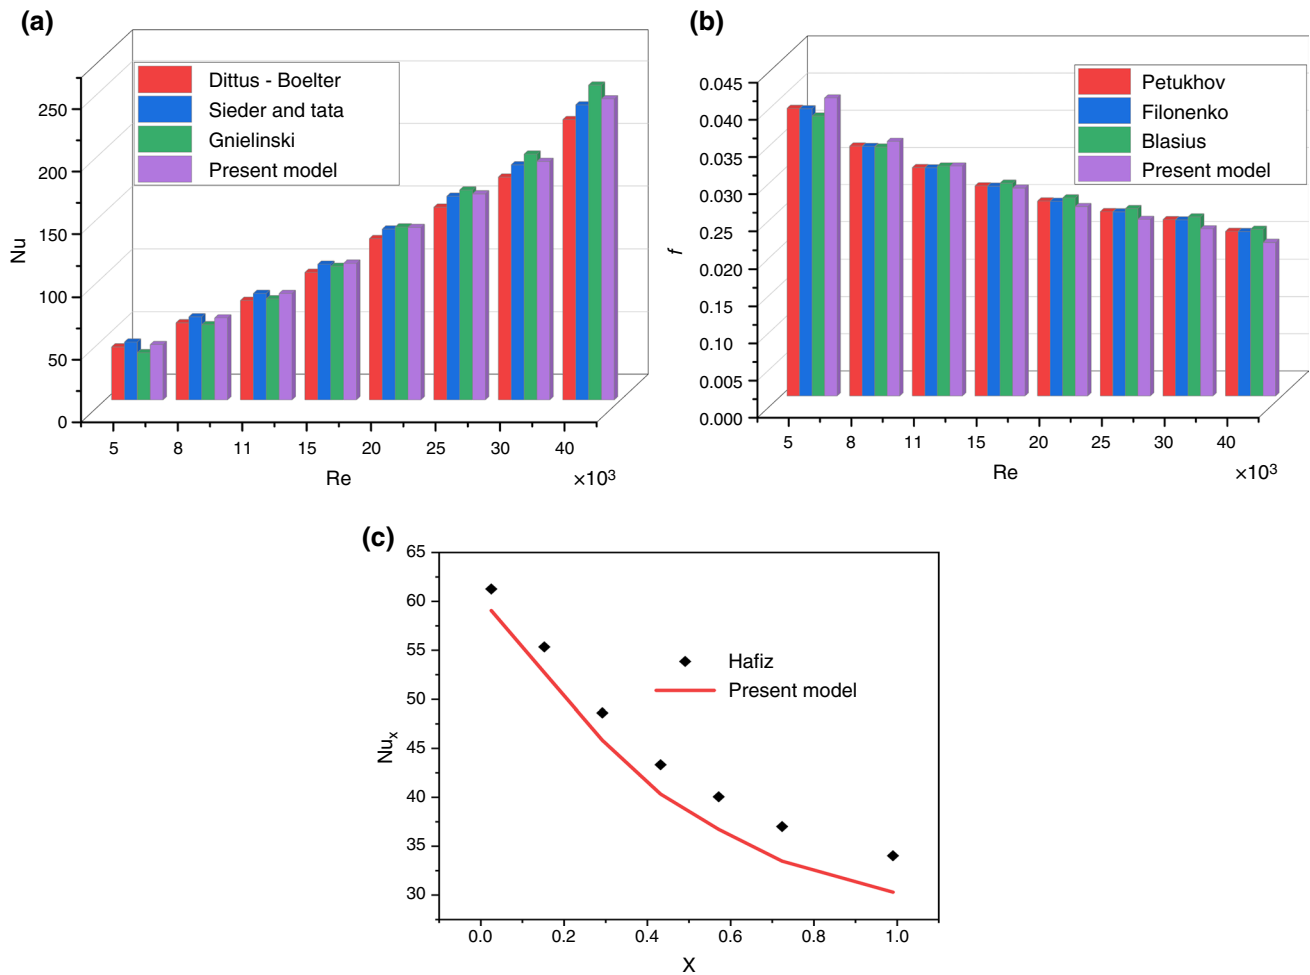 (a)
Dittus - Boelter
Sieder and tata
Gnielinski
Present model
250
200
150
100
50
0
Nu
5 8 11 15 20 25 30 40
Re
×10³
(b)
Petukhov
Filonenko
Blasius
Present model
0.045
0.040
0.035
0.030
0.025
0.020
0.015
0.10
0.005
0.000
f
5 8 11 15 20 25 30 40
Re
×10³
(c)
65
60
55
50
45
40
35
30
Nuₓ
Hafiz
Present model
0.0 0.2 0.4 0.6 0.8 1.0
X